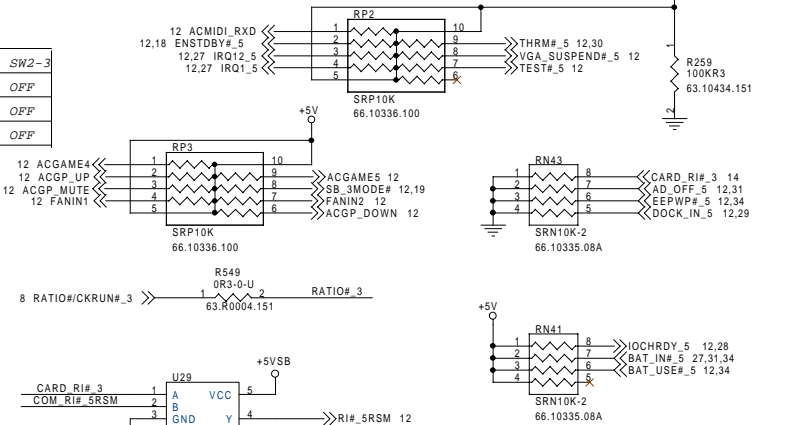 SW2-3
OFF
OFF
OFF
RP2
12 ACMIDI_RXD 1 10
12,18 ENSTDBY#_5 2 9 THRM#_5 12,30
12,27 IRQ12_5 3 8 VGA_SUSPEND#_5 12
12,27 IRQ1_5 4 7 TEST#_5 12
5 6
SRP10K
66.10336.100
1
R259
100KR3
63.10434.151
2
+5V
RP3
12 ACGAME4 1 10
12 ACGP_UP 2 9 ACGAME5 12
12 ACGP_MUTE 3 8 SB_3MODE# 12,19
12 FANIN1 4 7 FANIN2 12
5 6 ACGP_DOWN 12
SRP10K
66.10336.100
RN43
1 8 CARD_RI#_3 14
2 7 AD_OFF_5 12,31
3 6 EEPWP#_5 12,34
4 5 DOCK_IN_5 12,29
SRN10K-2
66.10335.08A
R549
0R3-0-U
8 RATIO#/CKRUN#_3 1 2 RATIO#_3
63.R0004.151
+5V
RN41
1 8 IOCHRDY_5 12,28
2 7 BAT_IN#_5 27,31,34
3 6 BAT_USE#_5 12,34
4 5
SRN10K-2
66.10335.08A
+5VSB
U29
CARD_RI#_3 1 A VCC 5
COM_RI#_5RSM 2 B
3 GND Y 4 RI#_5RSM 12